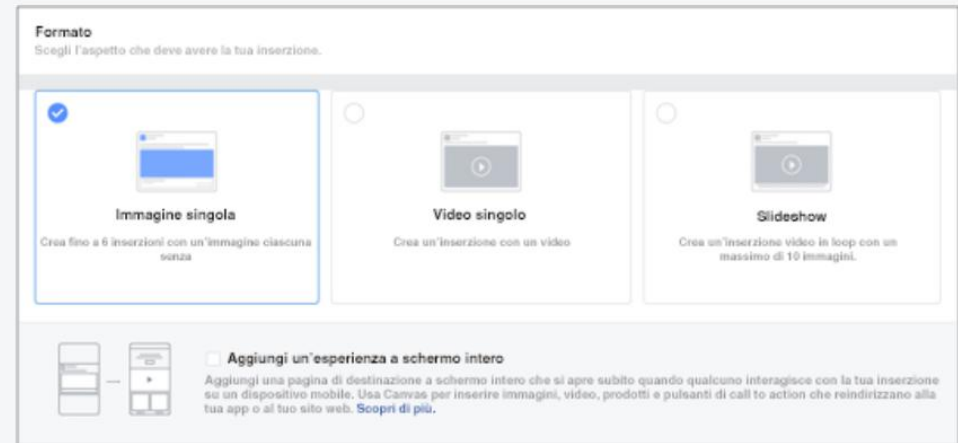 Formato
Scegli l'aspetto che deve avere la tua inserzione.
Immagine singola
Crea fino a 6 inserzioni con un'immagine ciascuna
senza
Video singolo
Crea un'inserzione con un video
Slideshow
Crea un'inserzione video in loop con un
massimo di 10 immagini.
Aggiungi un'esperienza a schermo intero
Aggiungi una pagina di destinazione a schermo intero che si apre subito quando qualcuno interagisce con la tua inserzione
su un dispositivo mobile. Usa Canvas per inserire immagini, video, prodotti e pulsanti di call to action che reindirizzano alla
tua app o al tuo sito web. Scopri di più.